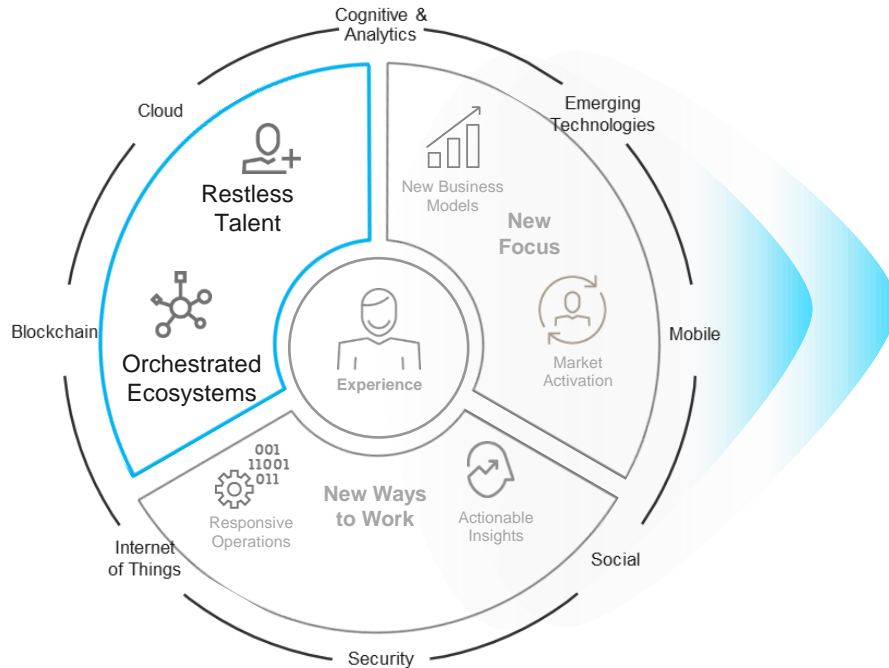 Cognitive &
Analytics
Cloud
Emerging
Technologies
Restless
Talent
New Business
Models
New
Focus
Blockchain
Orchestrated
Ecosystems
Experience
Market
Activation
Mobile
001
11001
011
Responsive
Operations
New Ways
to Work
Actionable
Insights
Internet
of Things
Social
Security